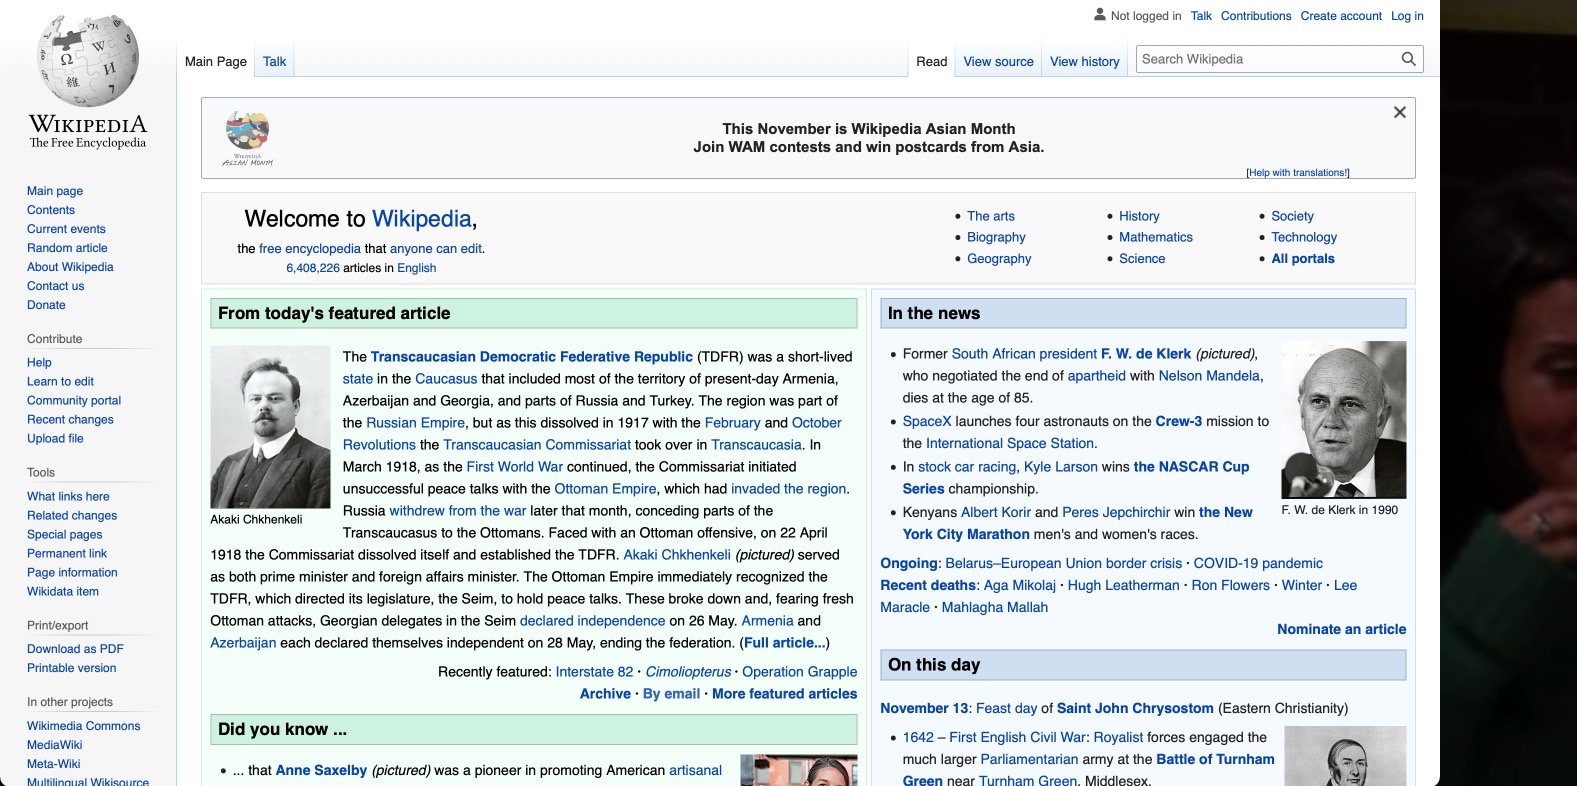 WIKIPEDIA
The Free Encyclopedia
Not logged in Talk Contributions Create account Log in
Main Page Talk
Read View source View history
Search Wikipedia
WIKIPEDIA
ASIAN MONTH
This November is Wikipedia Asian Month
Join WAM contests and win postcards from Asia.
[Help with translations!]
Main page
Contents
Current events
Random article
About Wikipedia
Contact us
Donate
Contribute
Help
Learn to edit
Community portal
Recent changes
Upload file
Tools
What links here
Related changes
Special pages
Permanent link
Page information
Wikidata item
Print/export
Download as PDF
Printable version
In other projects
Wikimedia Commons
MediaWiki
Meta-Wiki
Multilingual Wikisource
Welcome to Wikipedia,
the free encyclopedia that anyone can edit.
6,408,226 articles in English
The arts
Biography
Geography
History
Mathematics
Science
Society
Technology
All portals
From today's featured article
Akaki Chkhenkeli
The Transcaucasian Democratic Federative Republic (TDFR) was a short-lived
state in the Caucasus that included most of the territory of present-day Armenia,
Azerbaijan and Georgia, and parts of Russia and Turkey. The region was part of
the Russian Empire, but as this dissolved in 1917 with the February and October
Revolutions the Transcaucasian Commissariat took over in Transcaucasia. In
March 1918, as the First World War continued, the Commissariat initiated
unsuccessful peace talks with the Ottoman Empire, which had invaded the region.
Russia withdrew from the war later that month, conceding parts of the
Transcaucasus to the Ottomans. Faced with an Ottoman offensive, on 22 April
1918 the Commissariat dissolved itself and established the TDFR. Akaki Chkhenkeli (pictured) served
as both prime minister and foreign affairs minister. The Ottoman Empire immediately recognized the
TDFR, which directed its legislature, the Seim, to hold peace talks. These broke down and, fearing fresh
Ottoman attacks, Georgian delegates in the Seim declared independence on 26 May. Armenia and
Azerbaijan each declared themselves independent on 28 May, ending the federation. (Full article...)
Recently featured: Interstate 82 · Cimoliopterus · Operation Grapple
Archive · By email · More featured articles
Did you know ...
... that Anne Saxelby (pictured) was a pioneer in promoting American artisanal
In the news
Former South African president F. W. de Klerk (pictured),
who negotiated the end of apartheid with Nelson Mandela,
dies at the age of 85.
SpaceX launches four astronauts on the Crew-3 mission to
the International Space Station.
In stock car racing, Kyle Larson wins the NASCAR Cup
Series championship.
Kenyans Albert Korir and Peres Jepchirchir win the New
York City Marathon men's and women's races.
F. W. de Klerk in 1990
Ongoing: Belarus–European Union border crisis · COVID-19 pandemic
Recent deaths: Aga Mikolaj · Hugh Leatherman · Ron Flowers · Winter · Lee
Maracle · Mahlagha Mallah
Nominate an article
On this day
November 13: Feast day of Saint John Chrysostom (Eastern Christianity)
1642 – First English Civil War: Royalist forces engaged the
much larger Parliamentarian army at the Battle of Turnham
Green near Turnham Green, Middlesex.